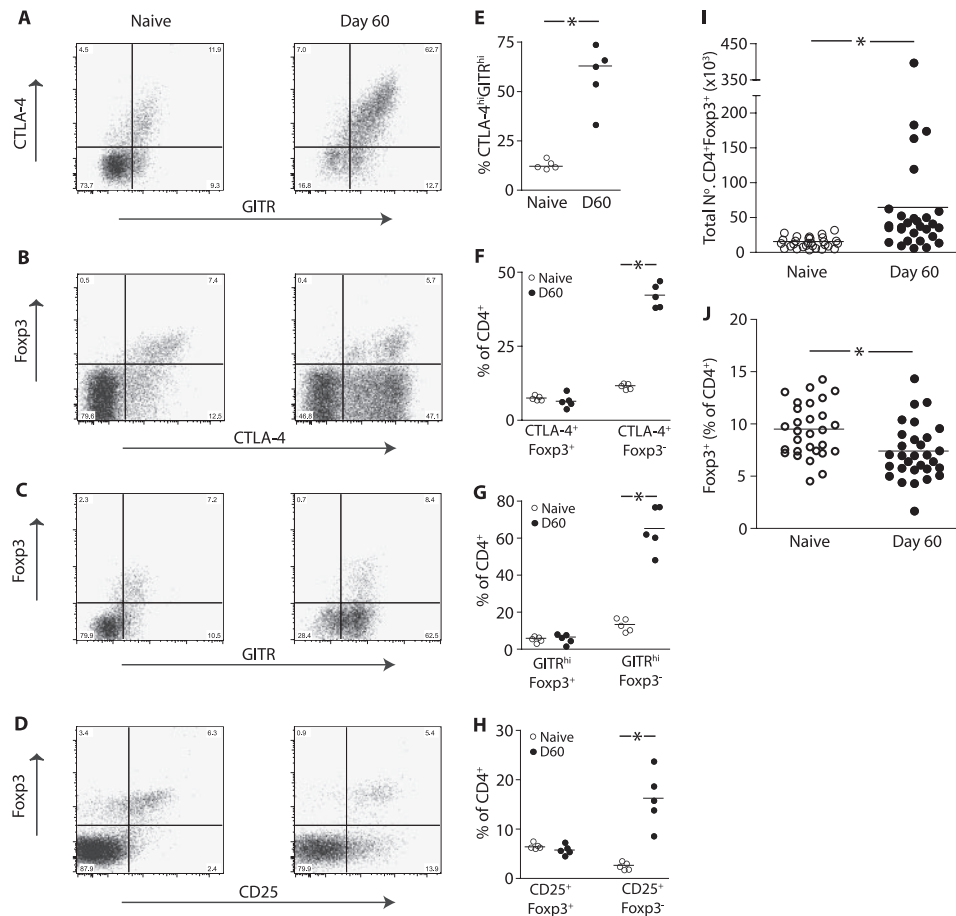 A
Naive
Day 60
4.5
11.9
73.7
9.3
7.0
62.7
16.8
12.7
CTLA-4
GITR
B
0.5
7.4
79.6
12.5
0.4
5.7
46.8
47.1
Foxp3
CTLA-4
C
2.3
7.2
79.9
10.5
0.7
8.4
28.4
62.5
Foxp3
GITR
D
3.4
6.3
87.9
2.4
0.9
5.4
79.9
13.9
Foxp3
CD25
E
*
% CTLA-4hiGITRhi
75
50
25
0
Naive
D60
F
Naive
D60
*
% of CD4+
50
25
0
CTLA-4+
Foxp3+
CTLA-4+
Foxp3-
G
Naive
D60
*
% of CD4+
80
60
40
20
0
GITRhi
Foxp3+
GITRhi
Foxp3-
H
Naive
D60
*
% of CD4+
30
20
10
0
CD25+
Foxp3+
CD25+
Foxp3-
I
*
Total Nº. CD4+Foxp3+ (x10³)
450
350
200
150
100
50
0
Naive
Day 60
J
*
Foxp3+ (% of CD4+)
20
15
10
5
0
Naive
Day 60